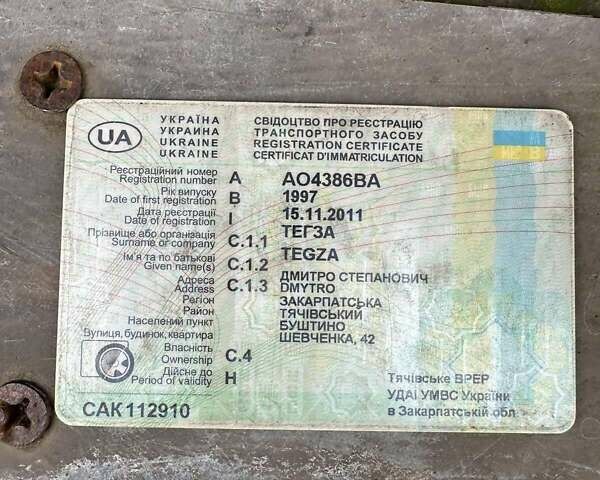 UA
УКРАЇНА
УКРАИНА
UKRAINE
UKRAINE
СВІДОЦТВО ПРО РЕЄСТРАЦІЮ
ТРАНСПОРТНОГО ЗАСОБУ
REGISTRATION CERTIFICATE
CERTIFICAT D'IMMATRICULATION
Реєстраційний номер
Registration number A АО4386ВА
Рік випуску
Date of first registration B 1997
Дата реєстрації
Date of registration I 15.11.2011
Прізвище або організація
Surname or company C.1.1 ТЕГЗА
TEGZA
Ім'я та по батькові
Given name(s) C.1.2 ДМИТРО СТЕПАНОВИЧ
DMYTRO
Адреса
Address C.1.3
Регіон ЗАКАРПАТСЬКА
Район ТЯЧІВСЬКИЙ
Населений пункт БУШТИНО
Вулиця, будинок, квартира ШЕВЧЕНКА, 42
Власність
Ownership C.4
Дійсне до
Period of validity H
Тячівське ВРЕР
УДАІ УМВС України
в Закарпатській обл
САК 112910